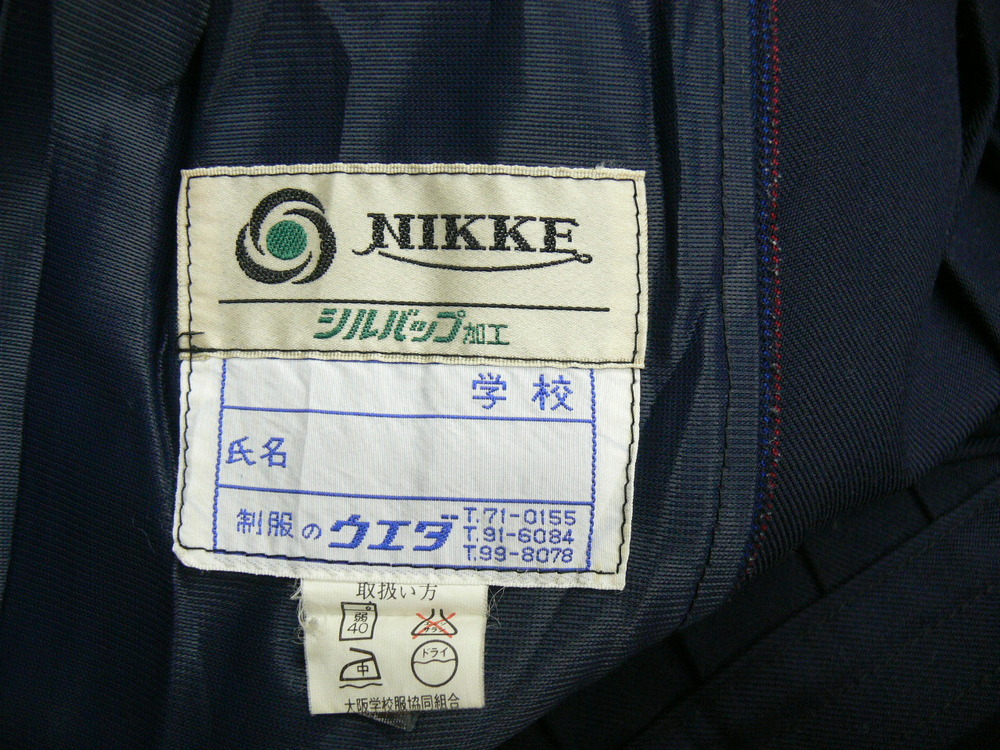 NIKKE
シルバップ加工
学校
氏名
制服のウエダ
T.71-0155
T.91-6084
T.99-8078
取扱い方
弱
40
中
ドライ
大阪学校服協同組合